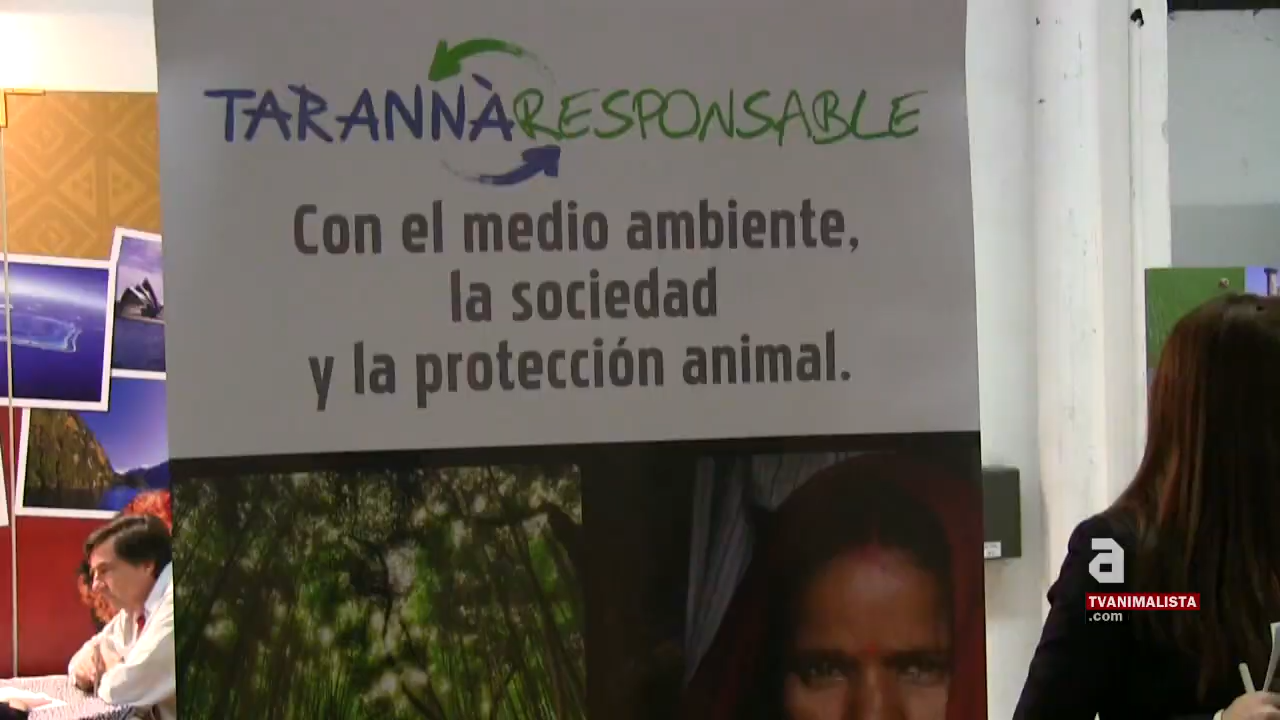 TARANNÀRESPONSABLE
Con el medio ambiente,
la sociedad
y la protección animal.
a
TVANIMALISTA
.com